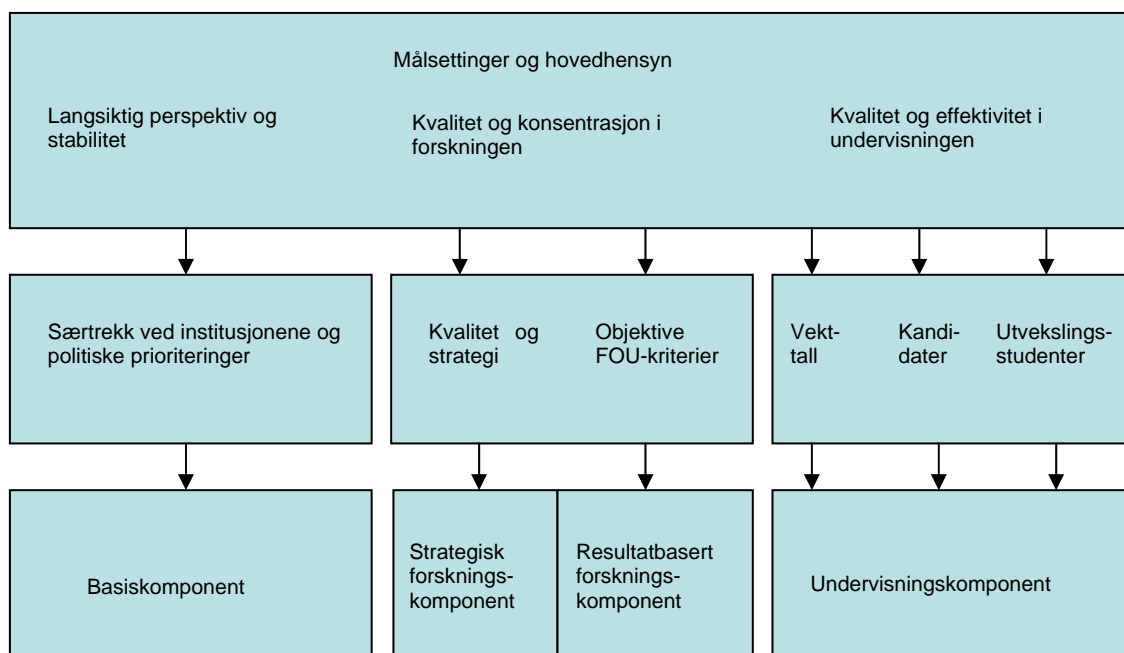 Målsettinger og hovedhensyn
Langsiktig perspektiv og
stabilitet
Kvalitet og konsentrasjon i
forskningen
Kvalitet og effektivitet i
undervisningen
Særtrekk ved institusjonene og
politiske prioriteringer
Kvalitet og
strategi
Objektive
FOU-kriterier
Vekt-
tall
Kandi-
dater
Utvekslings-
studenter
Basiskomponent
Strategisk
forsknings-
komponent
Resultatbasert
forsknings-
komponent
Undervisningskomponent